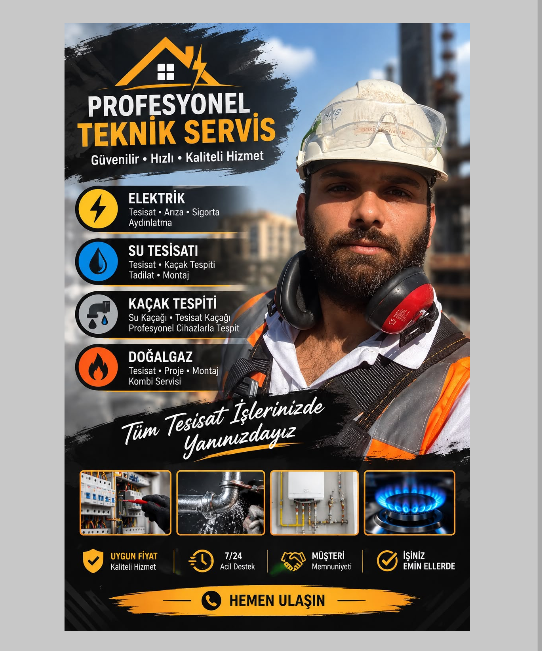 PROFESYONEL
TEKNİK SERVİS
Güvenilir • Hızlı • Kaliteli Hizmet
ELEKTRİK
Tesisat • Arıza • Sigorta
Aydınlatma
SU TESİSATI
Tesisat • Kaçak Tespiti
Tadilat • Montaj
KAÇAK TESPİTİ
Su Kaçağı • Tesisat Kaçağı
Profesyonel Cihazlarla Tespit
DOĞALGAZ
Tesisat • Proje • Montaj
Kombi Servisi
Tüm Tesisat İşlerinizde
Yanınızdayız
UYGUN FİYAT
Kaliteli Hizmet
7/24
Acil Destek
MÜŞTERİ
Memnuniyeti
İŞİNİZ
EMİN ELLERDE
HEMEN ULAŞIN